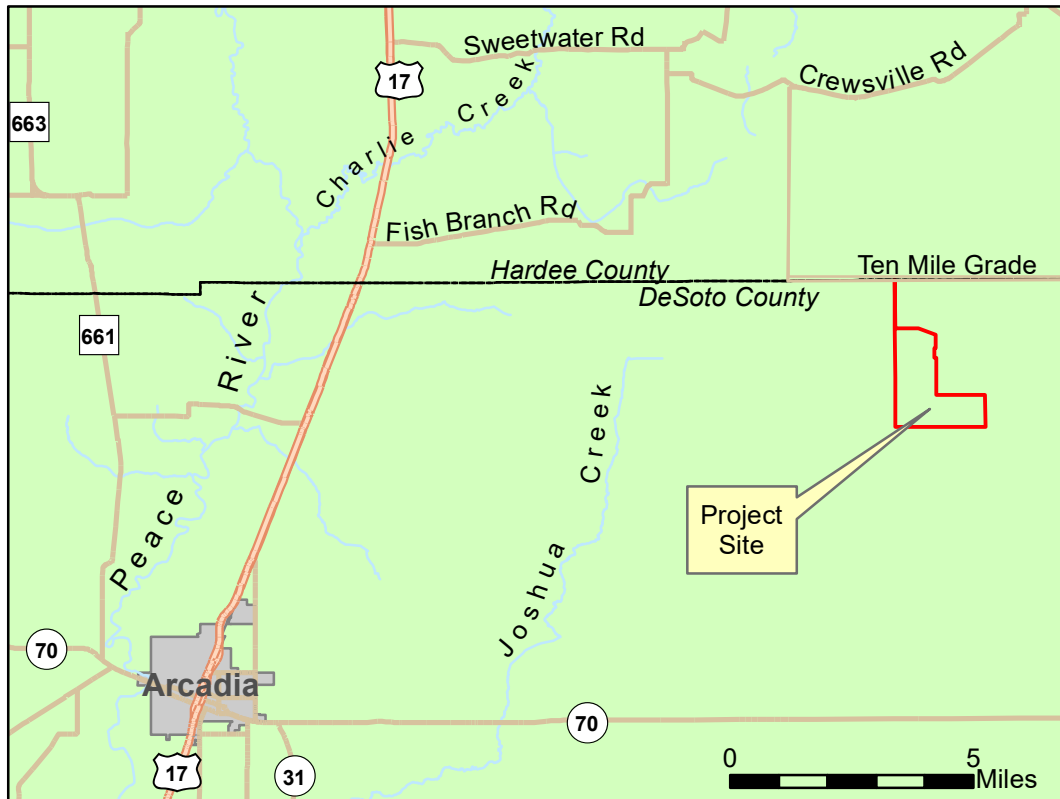 Sweetwater Rd
17
Crewsville Rd
663
Charlie Creek
Fish Branch Rd
Hardee County
Ten Mile Grade
DeSoto County
661
Peace River
Joshua Creek
Project
Site
70
Arcadia
70
17
31
0 5
Miles